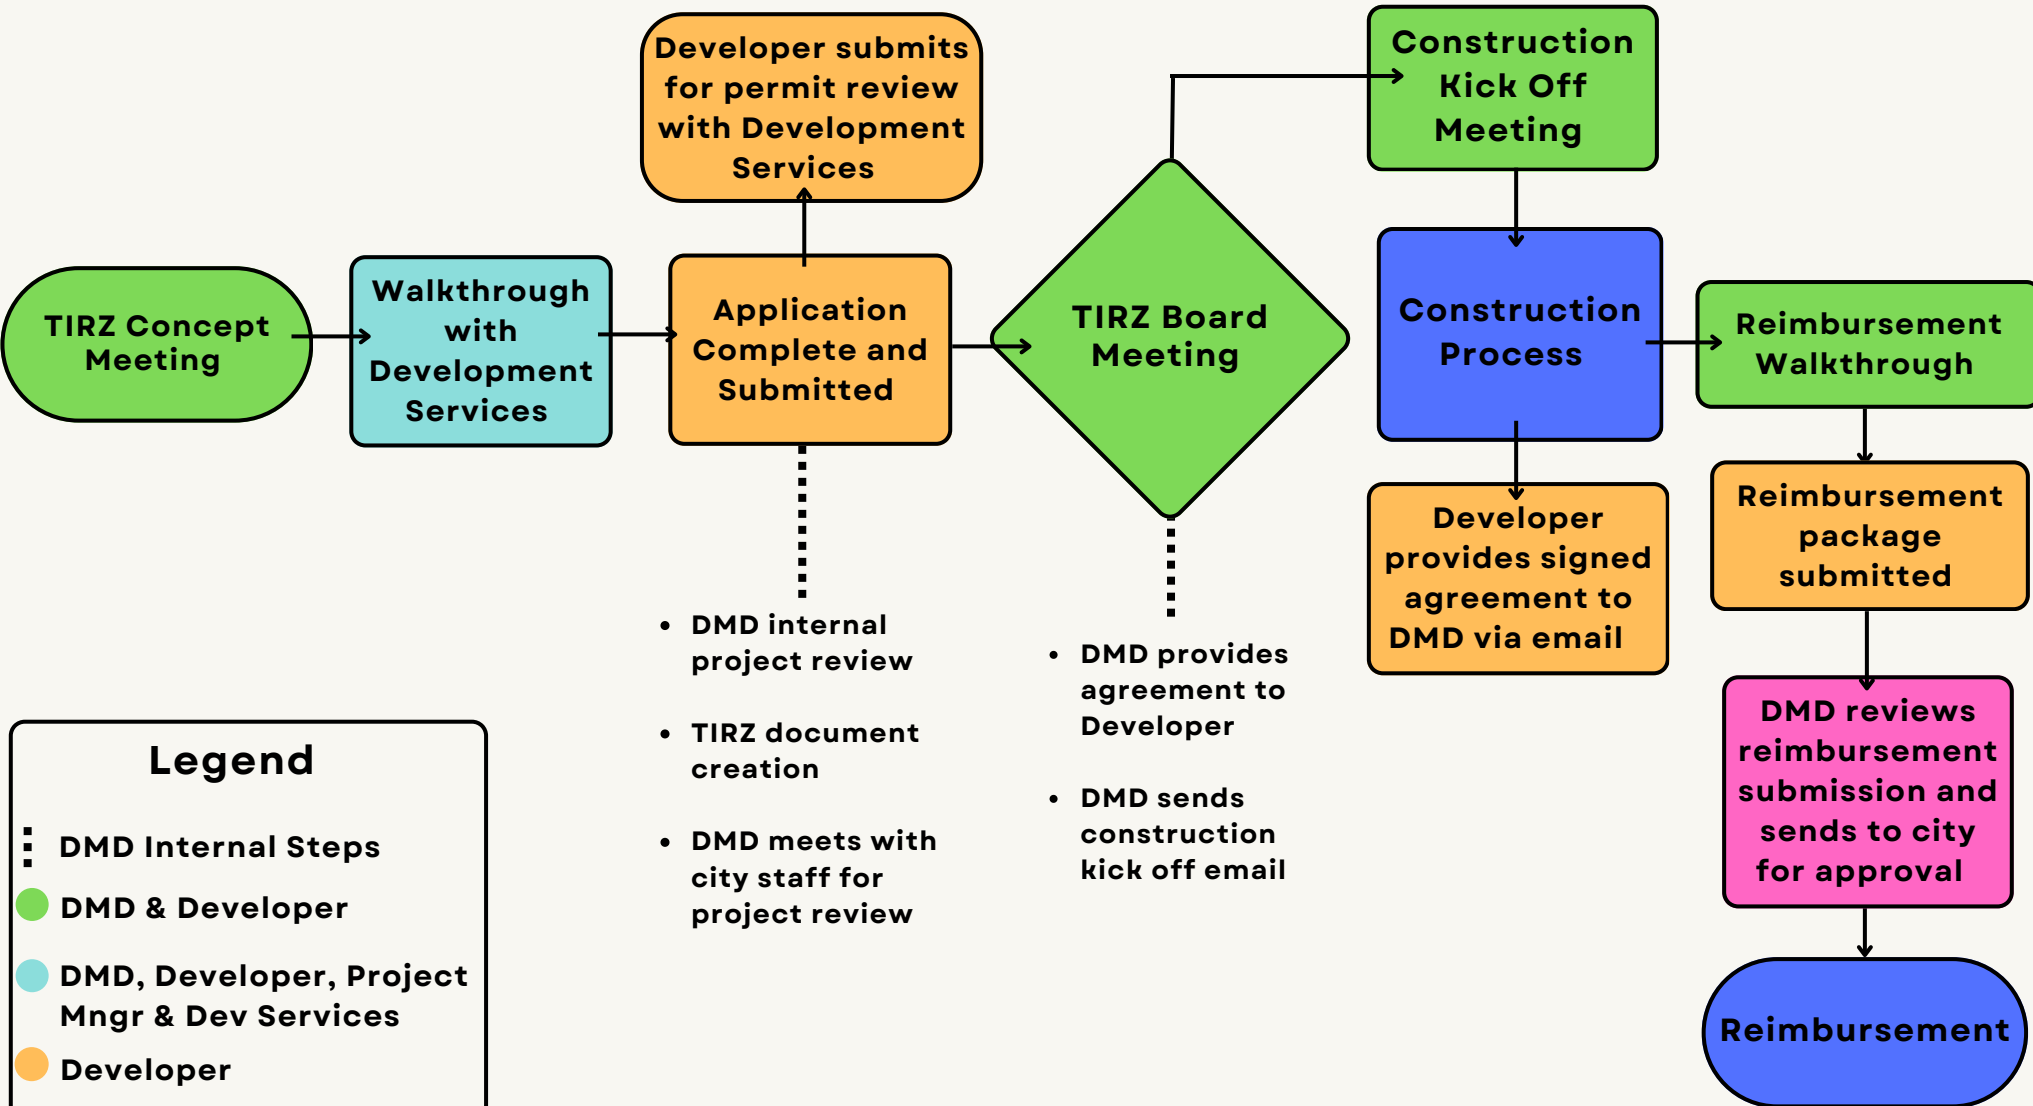 Developer submits
for permit review
with Development
Services
Construction
Kick Off
Meeting
TIRZ Concept
Meeting
Walkthrough
with
Development
Services
Application
Complete and
Submitted
TIRZ Board
Meeting
Construction
Process
Reimbursement
Walkthrough
Developer
provides signed
agreement to
DMD via email
Reimbursement
package
submitted
• DMD internal
project review
• TIRZ document
creation
• DMD meets with
city staff for
project review
• DMD provides
agreement to
Developer
• DMD sends
construction
kick off email
DMD reviews
reimbursement
submission and
sends to city
for approval
Reimbursement
Legend
DMD Internal Steps
DMD & Developer
DMD, Developer, Project
Mngr & Dev Services
Developer